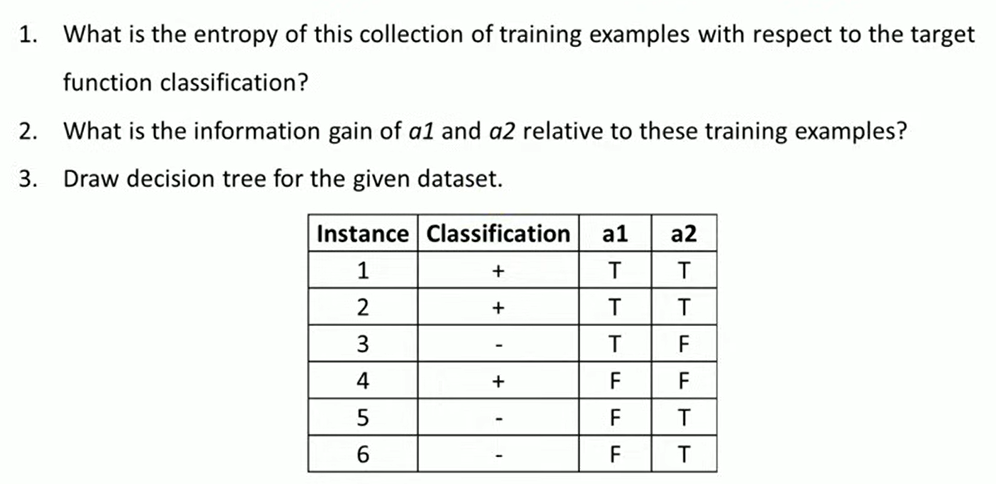 1. What is the entropy of this collection of training examples with respect to the target
function classification?
2. What is the information gain of a1 and a2 relative to these training examples?
3. Draw decision tree for the given dataset.
Instance Classification a1 a2
1 + T T
2 + T T
3 - T F
4 + F F
5 - F T
6 - F T